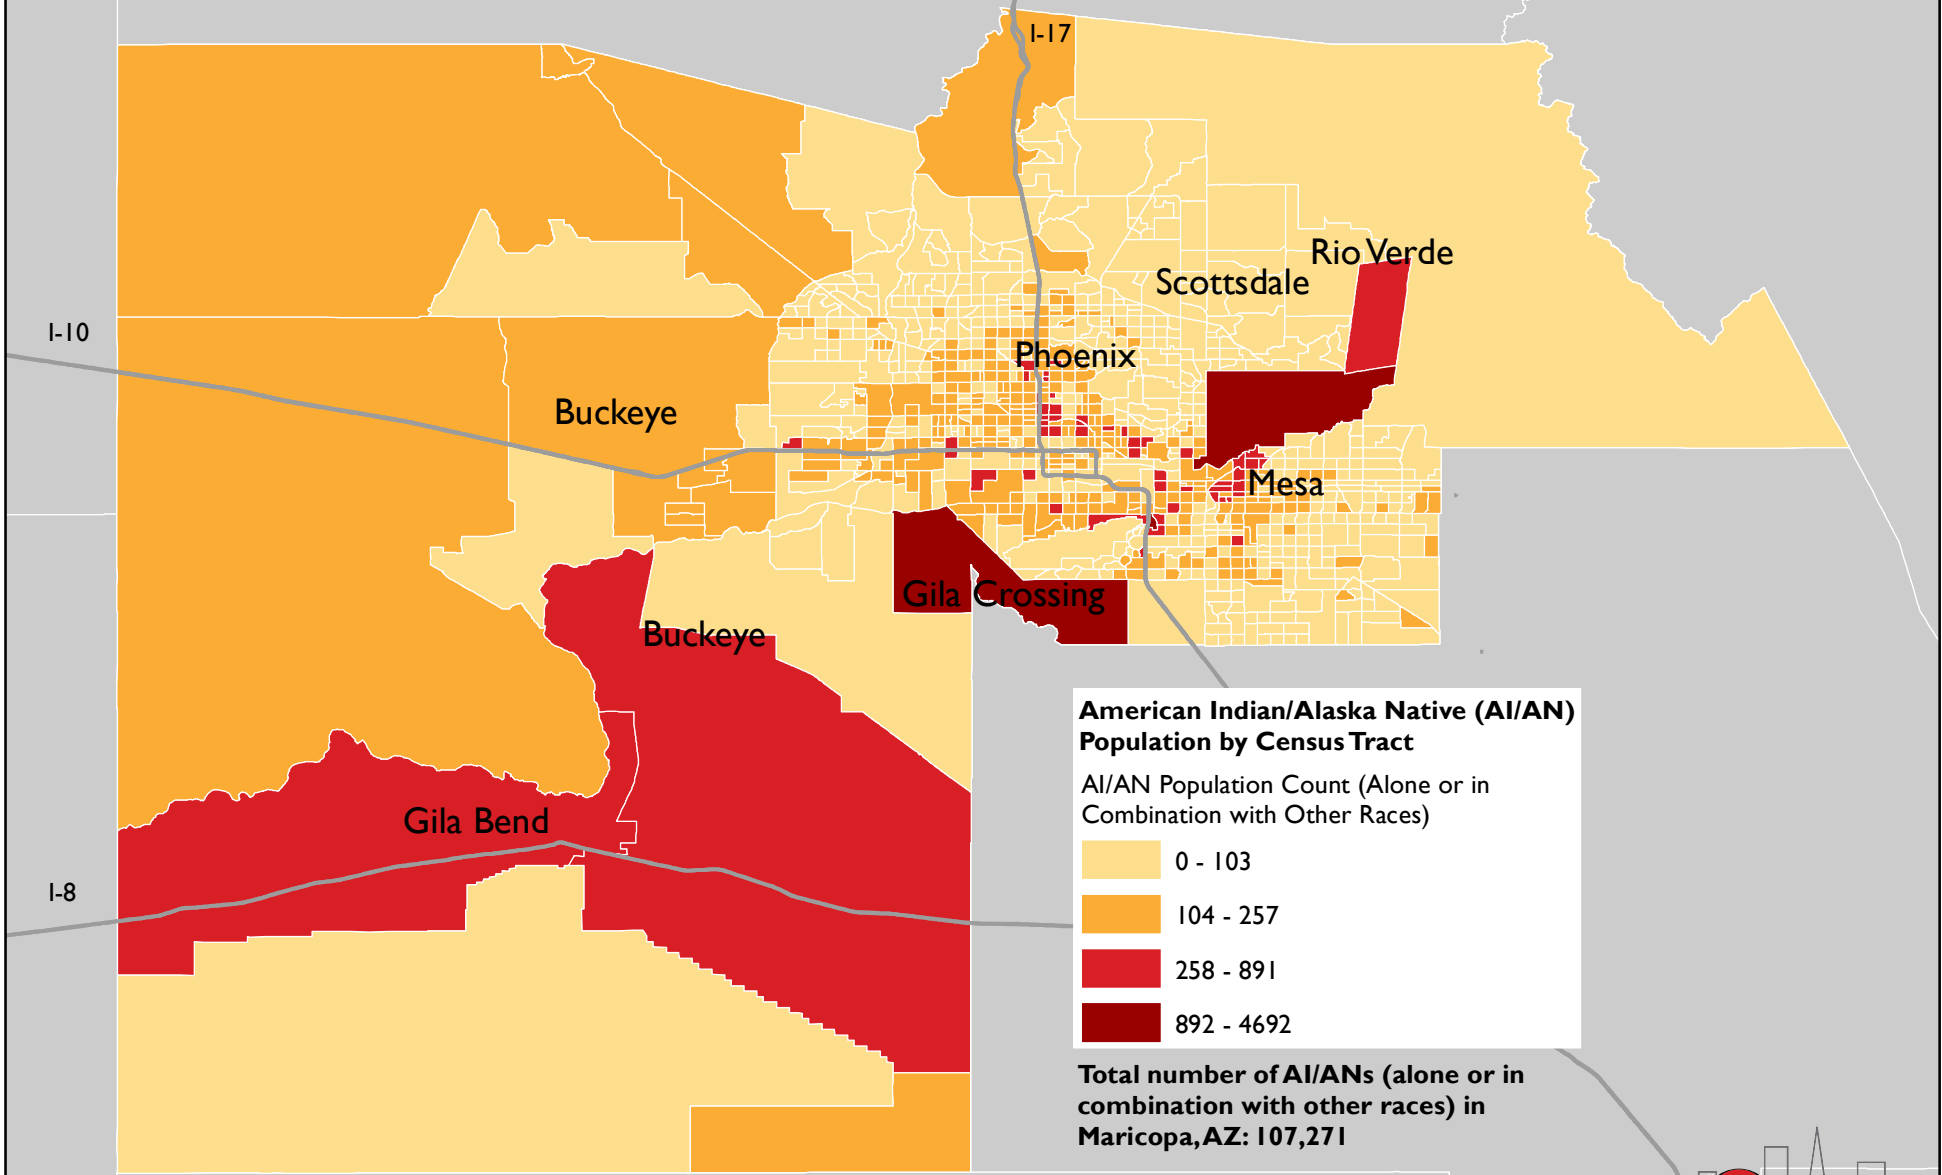 I-17
Rio Verde
Scottsdale
I-10
Phoenix
Buckeye
Mesa
Gila Crossing
Buckeye
Gila Bend
I-8
American Indian/Alaska Native (AI/AN)
Population by Census Tract
AI/AN Population Count (Alone or in
Combination with Other Races)
0 - 103
104 - 257
258 - 891
892 - 4692
Total number of AI/ANs (alone or in
combination with other races) in
Maricopa, AZ: 107,271